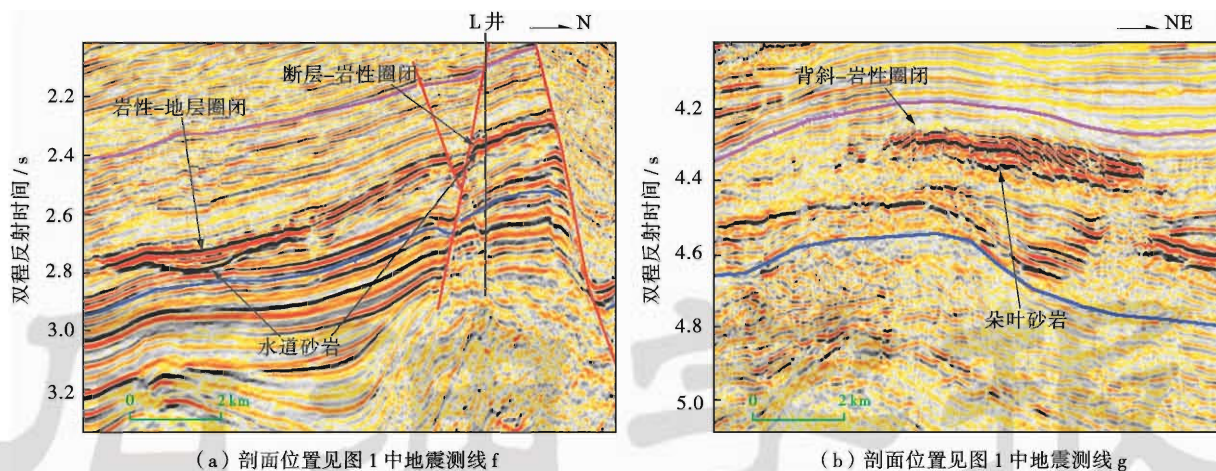 L井
N
断层-岩性圈闭
岩性-地层圈闭
水道砂岩
双程反射时间/s
2.2
2.4
2.6
2.8
3.0
3.2
0 2 km
(a)剖面位置见图1中地震测线f
NE
背斜-岩性圈闭
朵叶砂岩
双程反射时间/s
4.2
4.4
4.6
4.8
5.0
0 2 km
(b)剖面位置见图1中地震测线g